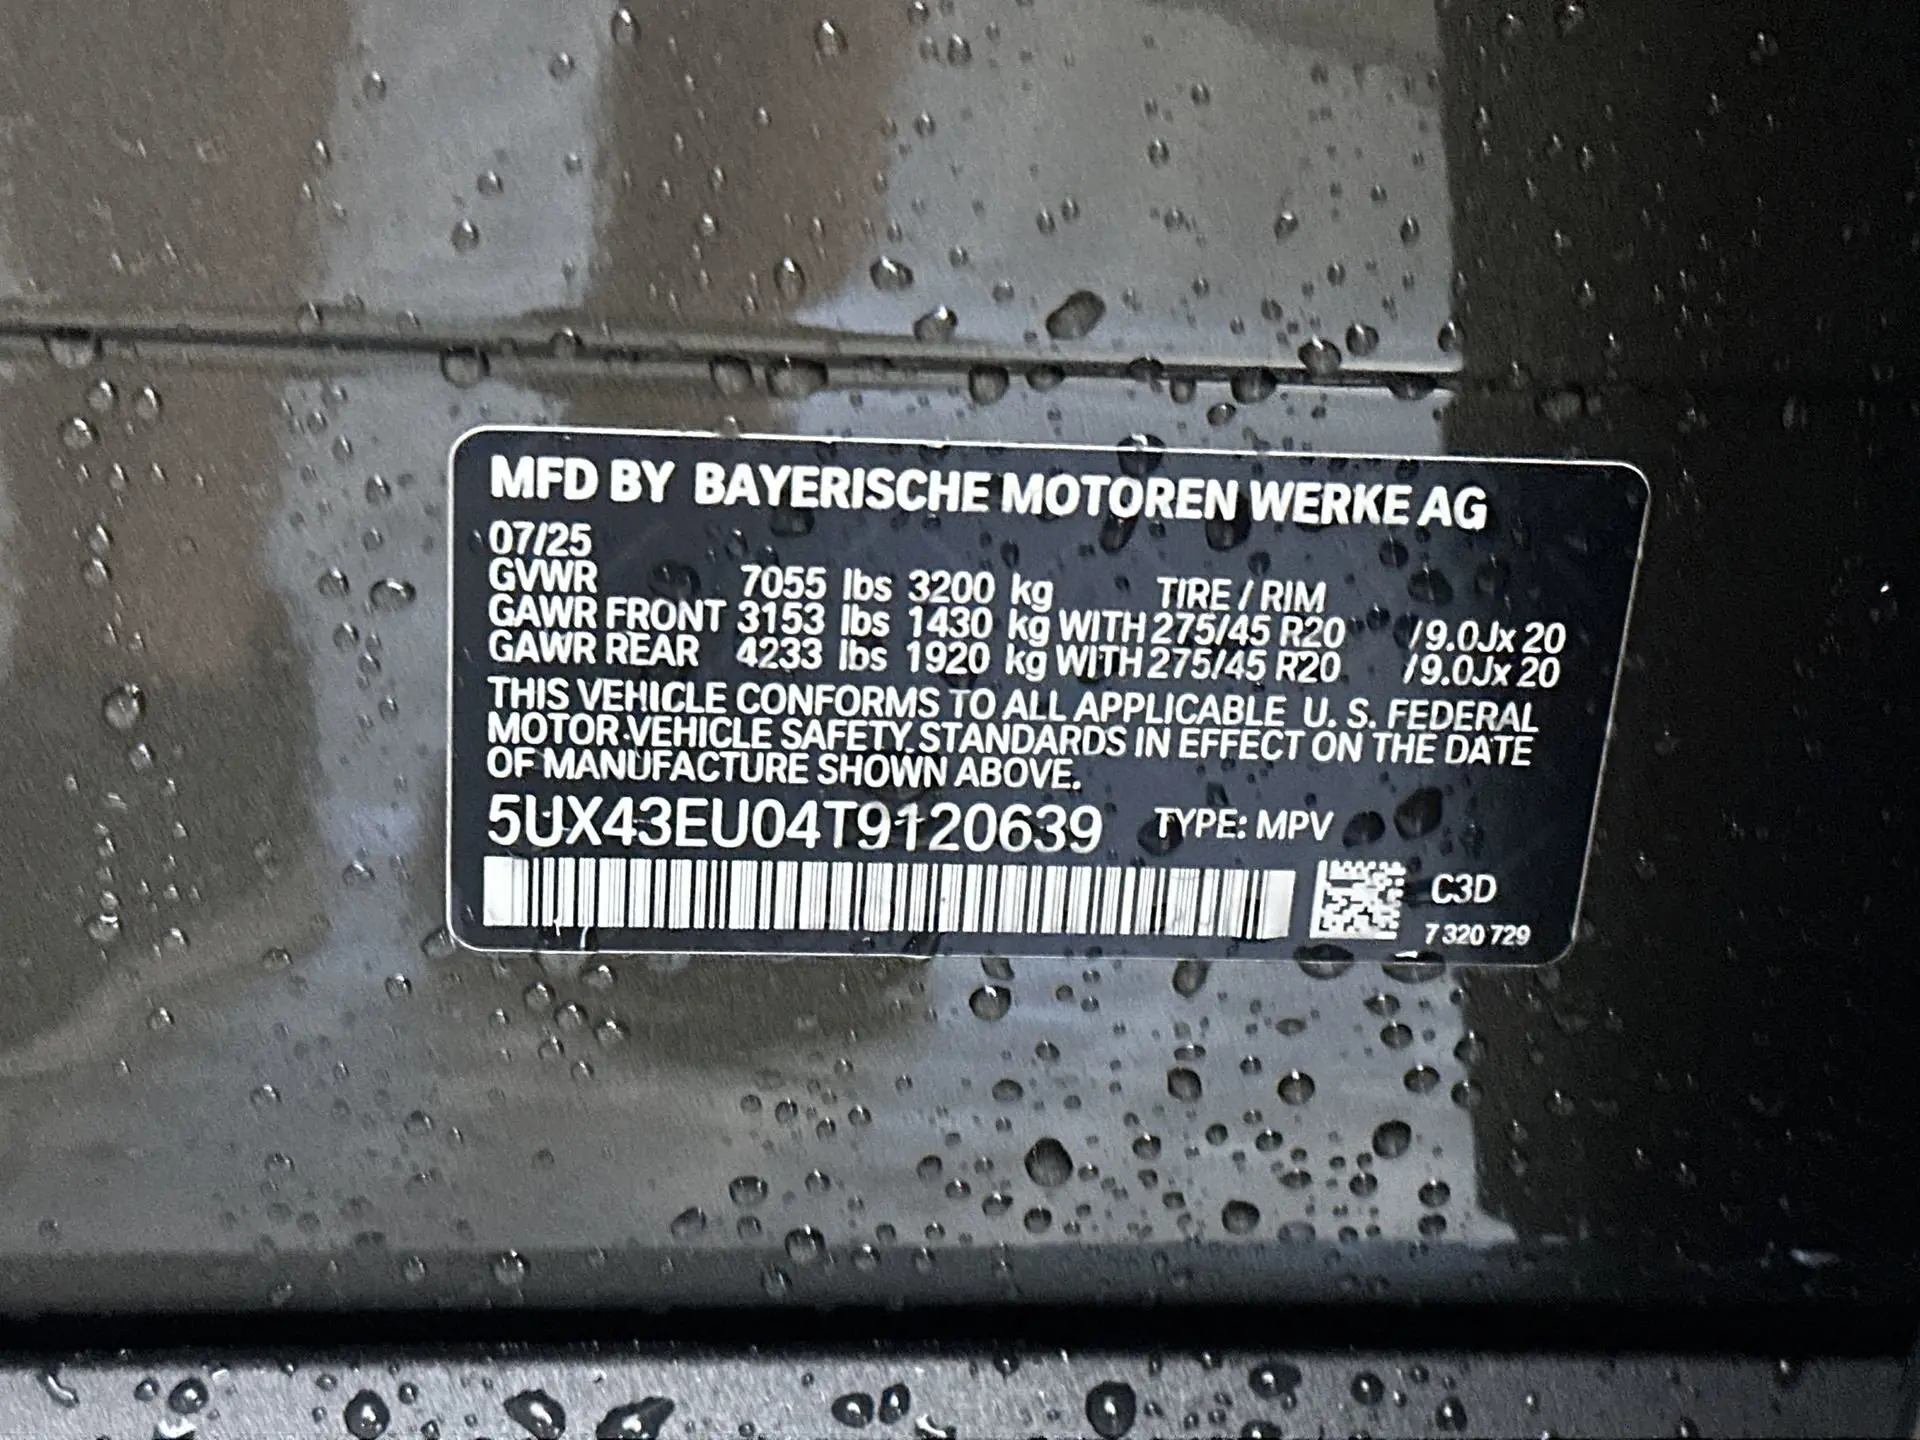 MFD BY BAYERISCHE MOTOREN WERKE AG
07/25
GVWR 7055 lbs 3200 kg TIRE / RIM
GAWR FRONT 3153 lbs 1430 kg WITH 275/45 R20 /9.0Jx 20
GAWR REAR 4233 lbs 1920 kg WITH 275/45 R20 /9.0Jx 20
THIS VEHICLE CONFORMS TO ALL APPLICABLE U. S. FEDERAL
MOTOR VEHICLE SAFETY STANDARDS IN EFFECT ON THE DATE
OF MANUFACTURE SHOWN ABOVE.
5UX43EU04T9120639 TYPE: MPV
C3D
7 320 729